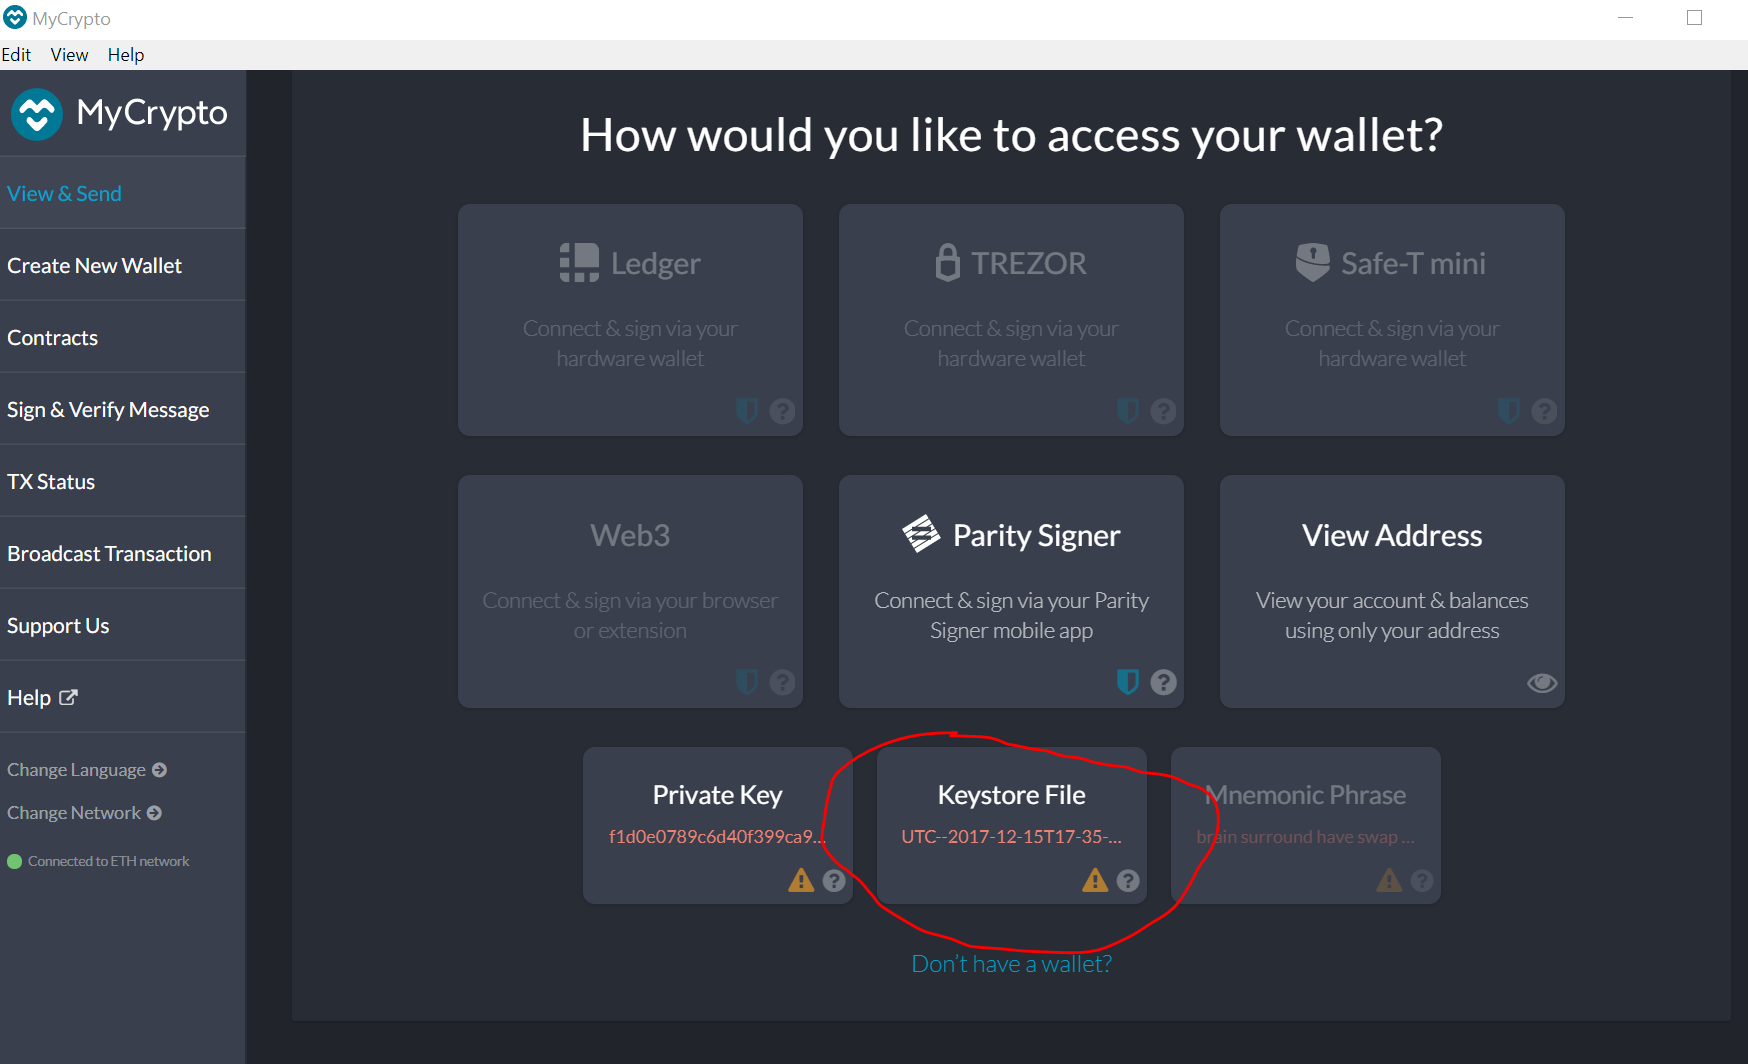 MyCrypto
Edit View Help
MyCrypto
View & Send
Create New Wallet
Contracts
Sign & Verify Message
TX Status
Broadcast Transaction
Support Us
Help
Change Language
Change Network
Connected to ETH network
How would you like to access your wallet?
Ledger
Connect & sign via your
hardware wallet
?
TREZOR
Connect & sign via your
hardware wallet
?
Safe-T mini
Connect & sign via your
hardware wallet
?
Web3
Connect & sign via your browser
or extension
?
Parity Signer
Connect & sign via your Parity
Signer mobile app
?
View Address
View your account & balances
using only your address
Private Key
f1d0e0789c6d40f399ca9...
?
Keystore File
UTC--2017-12-15T17-35-...
?
Mnemonic Phrase
brain surround have swap ...
?
Don't have a wallet?